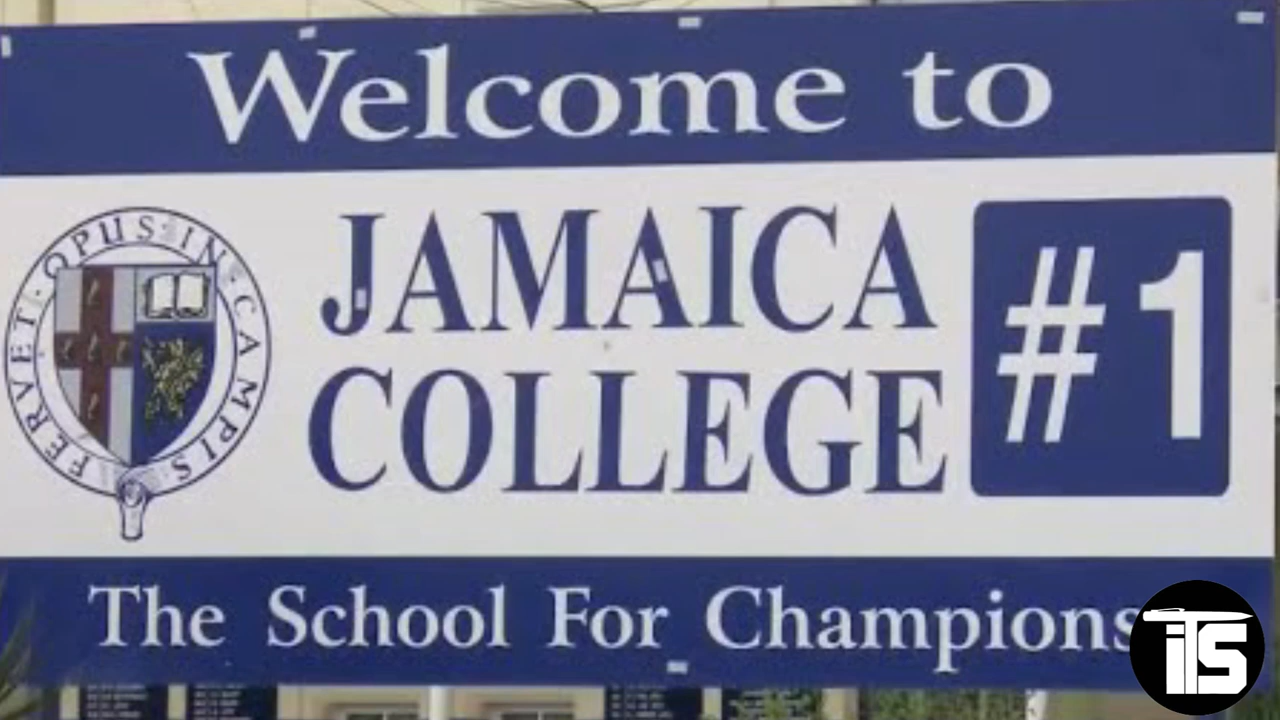 Welcome to
FERVET · OPUS · IN · CAMPIS
JAMAICA
COLLEGE
#1
The School For Champions
iTS